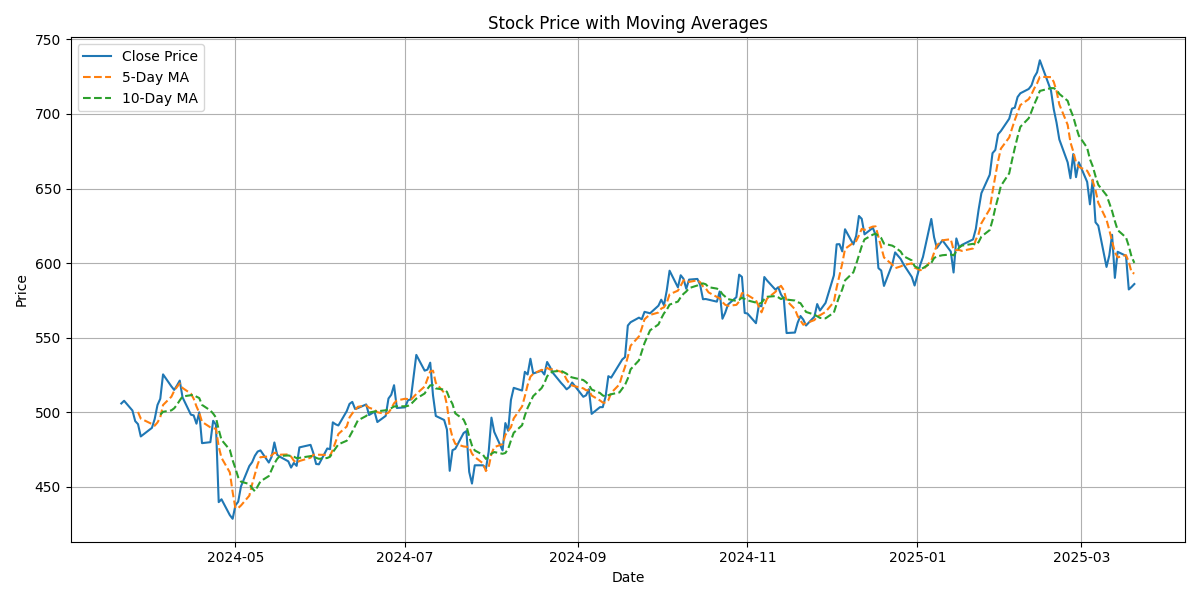 Stock Price with Moving Averages
Close Price
5-Day MA
10-Day MA
Price
750
700
650
600
550
500
450
2024-05 2024-07 2024-09 2024-11 2025-01 2025-03
Date